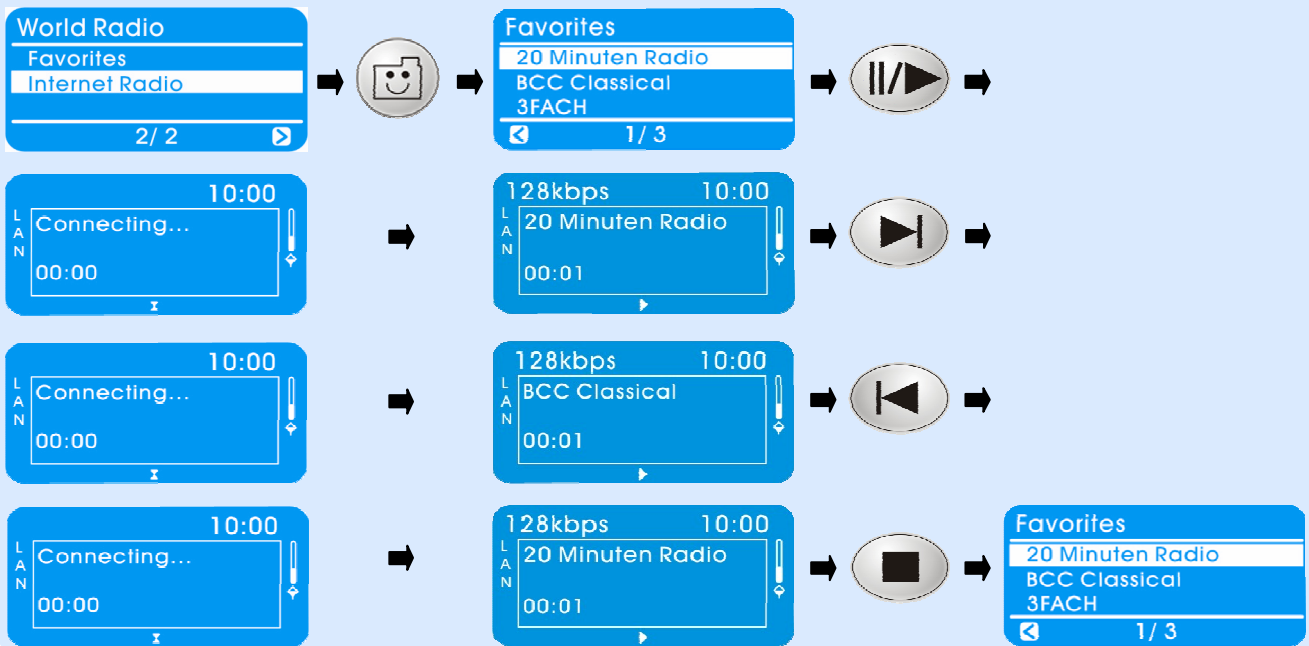 World Radio
Favorites
Internet Radio
2/ 2
Favorites
20 Minuten Radio
BCC Classical
3FACH
1/ 3
10:00
LAN
Connecting...
00:00
128kbps 10:00
LAN
20 Minuten Radio
00:01
10:00
LAN
Connecting...
00:00
128kbps 10:00
LAN
BCC Classical
00:01
10:00
LAN
Connecting...
00:00
128kbps 10:00
LAN
20 Minuten Radio
00:01
Favorites
20 Minuten Radio
BCC Classical
3FACH
1/ 3